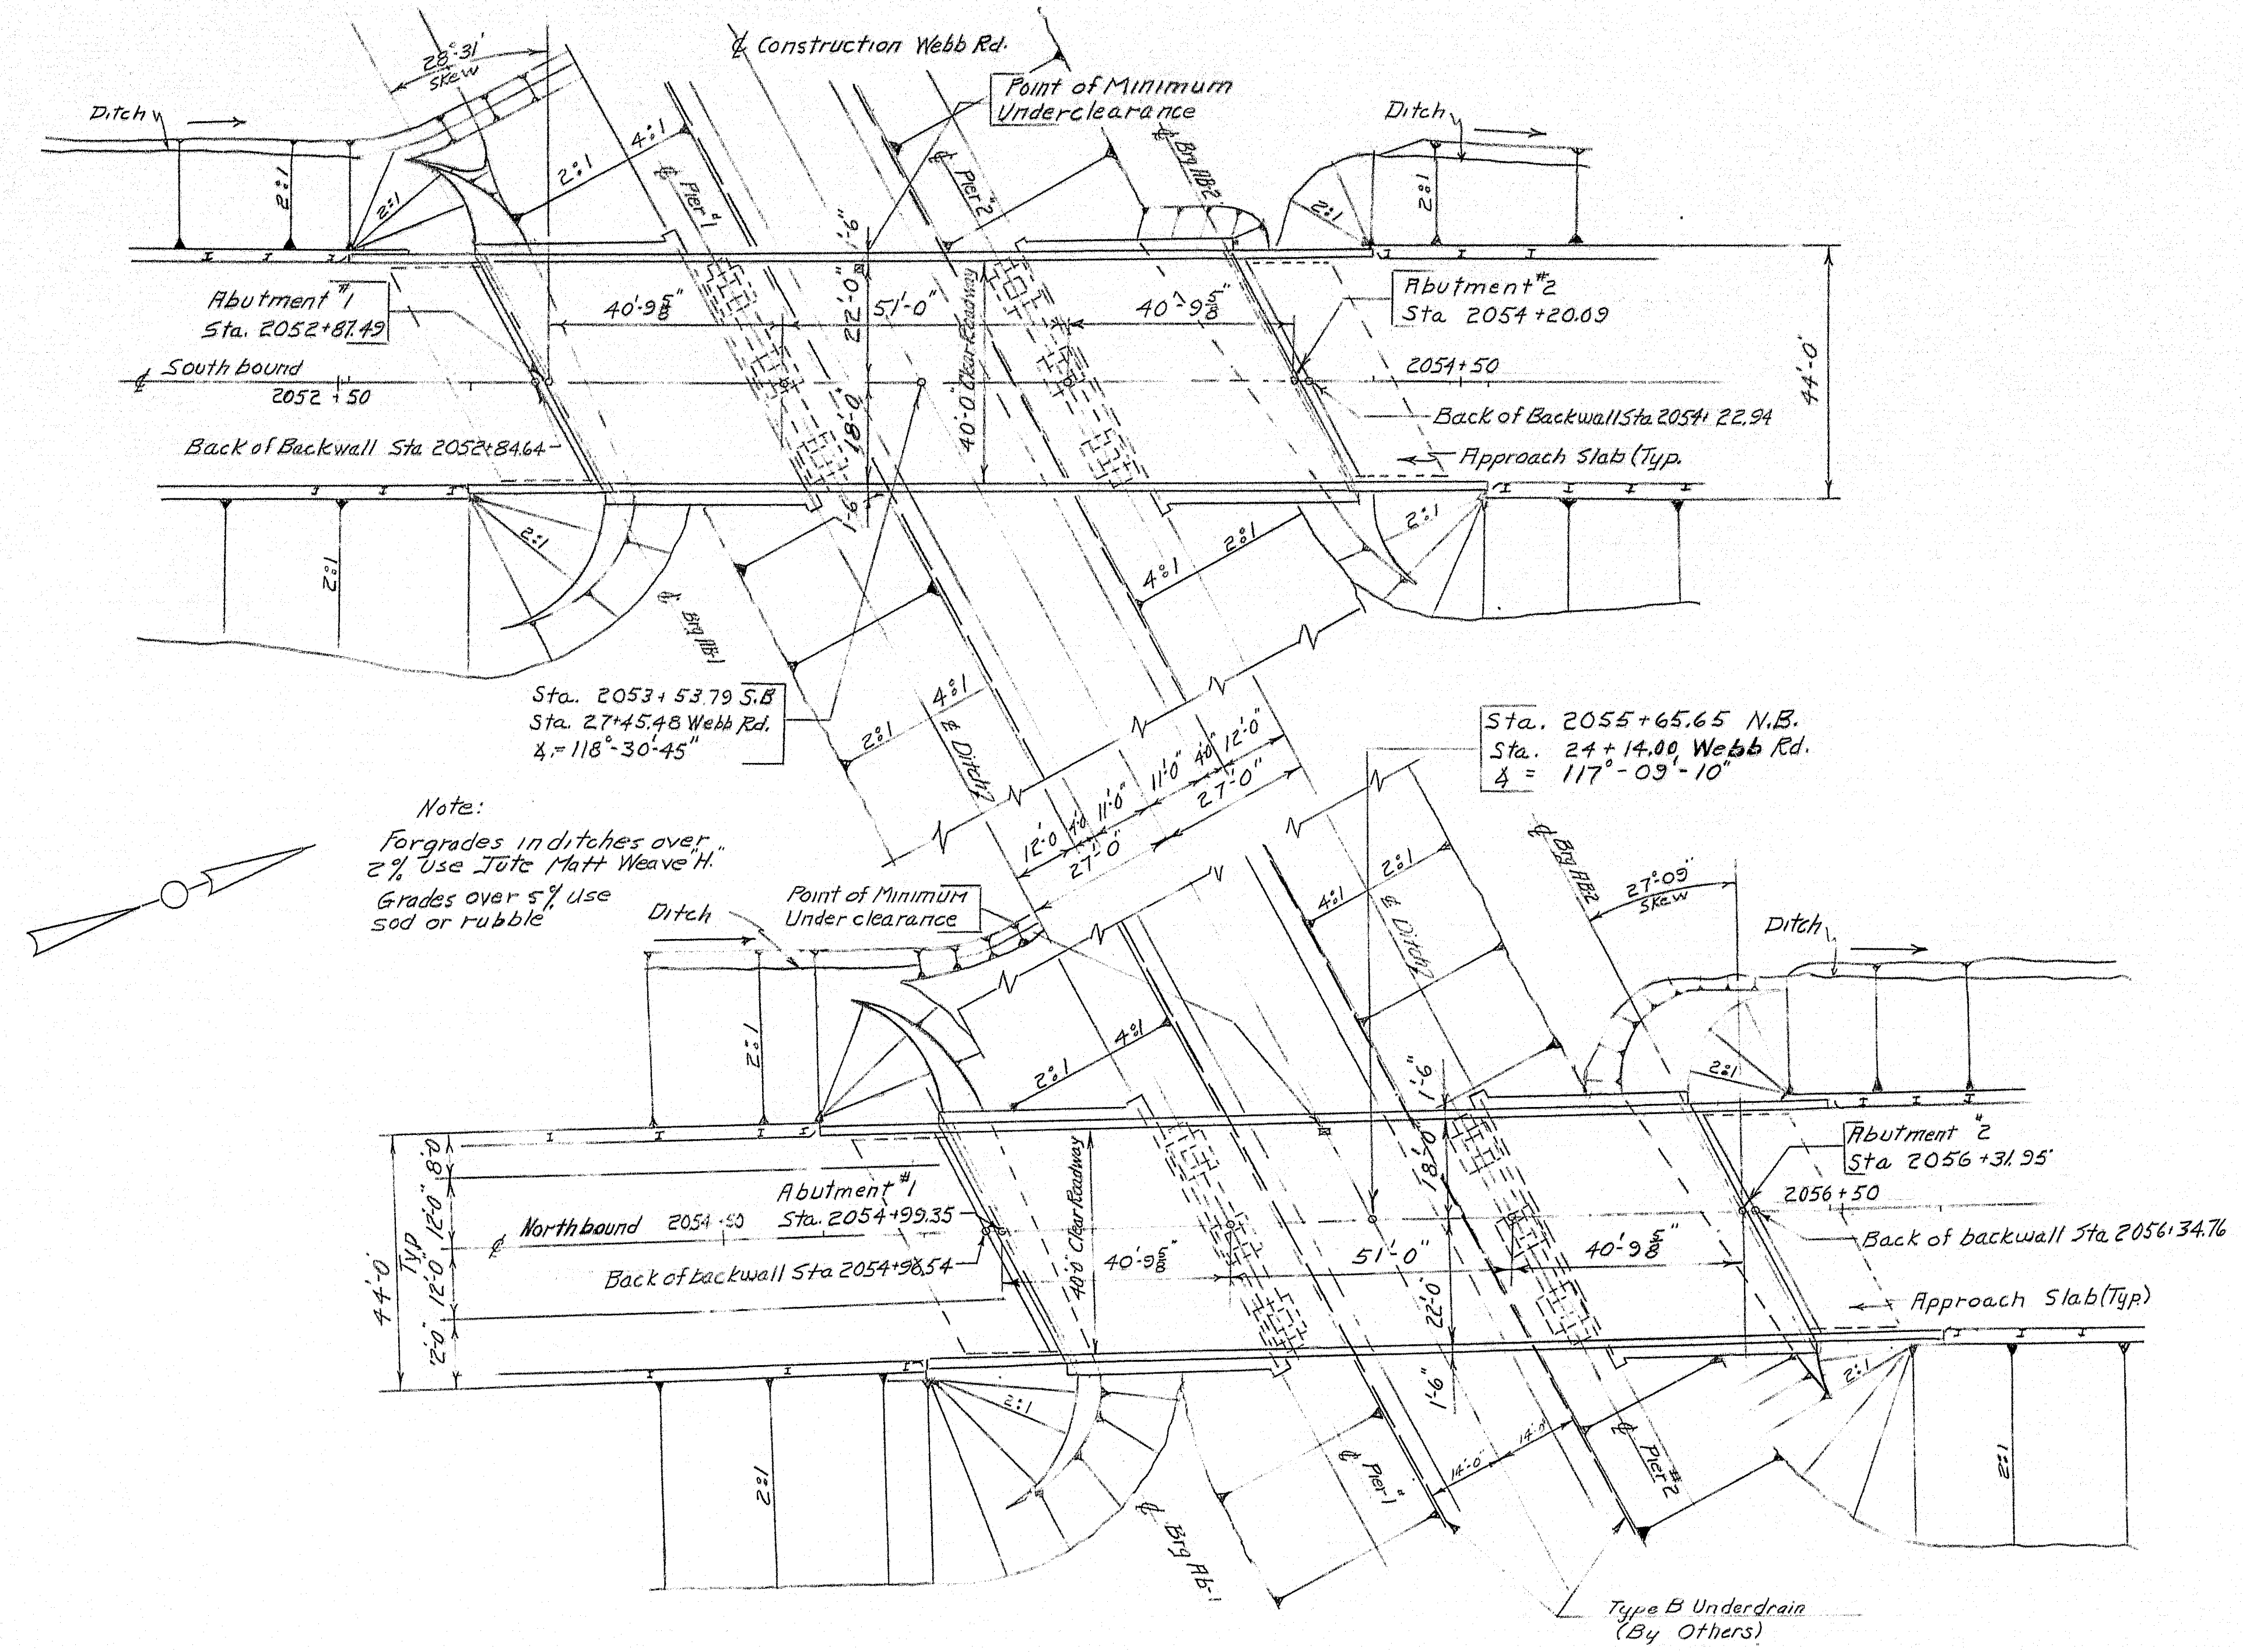 28°-31'
Skew
℄ Construction Webb Rd.
Point of Minimum
Underclearance
Ditch
Ditch
2:1
2:1
2:1
4:1
℄ Pier #1
℄ Pier 2"
℄ Brg AB2
2:1
2:1
1'-6"
22'-0"
18'-0"
1'-6"
40'-0" Clear Roadway
Abutment #1
Sta. 2052+87.49
40'-9⅝"
51'-0"
40'-9⅝"
Abutment #2
Sta 2054+20.09
44'-0"
℄ Southbound
2052+50
2054+50
Back of Backwall Sta 2054+22.94
Back of Backwall Sta 2052+84.64
Approach Slab (Typ.
2:1
2:1
2:1
4:1
2:1
℄ Brg AB-1
Sta. 2053+53.79 S.B
Sta. 27+45.48 Webb Rd.
∡=118°-30'-45"
2:1
4:1
℄ Ditch
Sta. 2055+65.65 N.B.
Sta. 24+14.00 Webb Rd.
∡ = 117°-09'-10"
12'-0
4'-0
11'-0"
11'-0"
4'-0"
12'-0"
27'-0"
27'-0"
Note:
For grades in ditches over
2% Use Jute Matt Weave "H."
Grades over 5% Use
sod or rubble
Ditch
Point of Minimum
Under clearance
4:1
2:1
℄ Ditch
℄ Brg AB2
27°-09'
Skew
Ditch
2:1
2:1
4:1
2:1
1'-6"
18'-0"
22'-0"
1'-6"
Abutment #2
Sta 2056+31.95
2056+50
Back of backwall Sta 2056+34.76
44'-0"
Typ
8'-0
12'-0"
12'-0"
2'-0"
Abutment #1
Sta. 2054+99.35
℄ Northbound 2054+50
Back of backwall Sta 2054+96.54
40'-0" Clear Roadway
40'-9⅝"
51'-0"
40'-9⅝"
Approach Slab (Typ.)
2:1
2:1
2:1
2:1
14'-0"
14'-0"
℄ Pier 1"
℄ Pier #2
℄ Brg Ab-1
Type B Underdrain
(By Others)